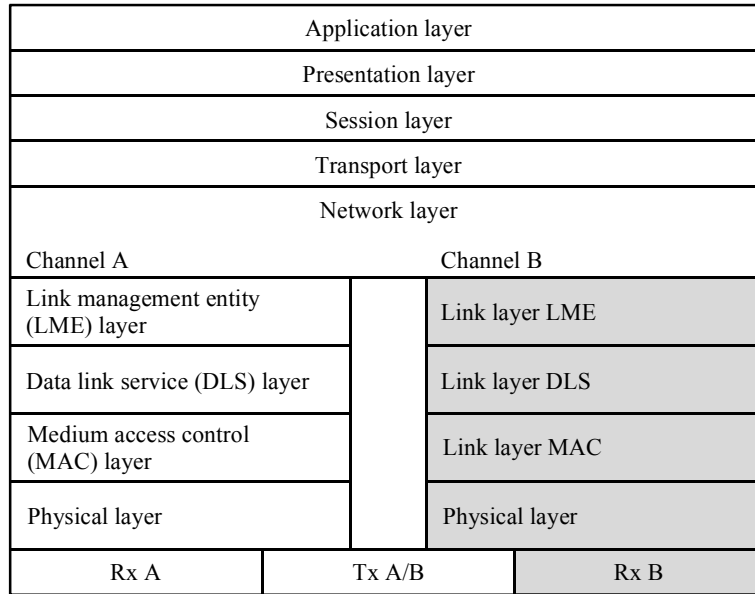 Application layer
Presentation layer
Session layer
Transport layer
Network layer
Channel A
Channel B
Link management entity
(LME) layer
Link layer LME
Data link service (DLS) layer
Link layer DLS
Medium access control
(MAC) layer
Link layer MAC
Physical layer
Physical layer
Rx A
Tx A/B
Rx B